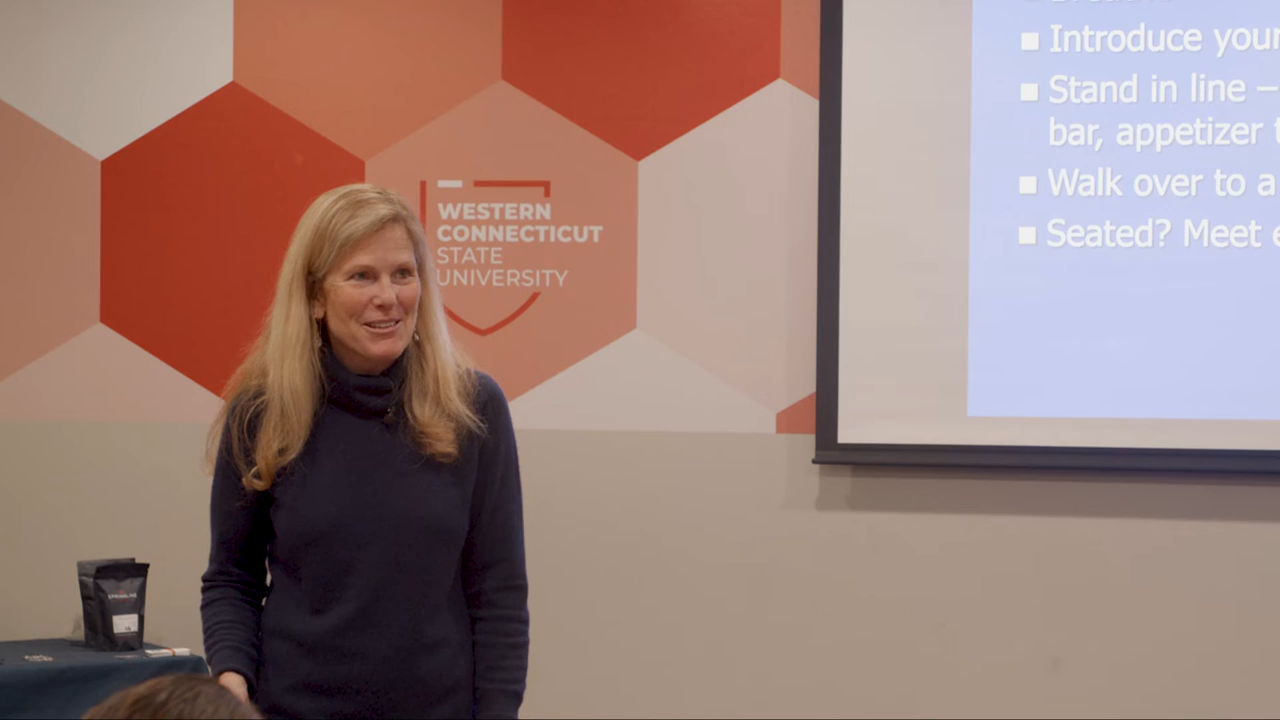 WESTERN
CONNECTICUT
STATE
UNIVERSITY
■ Introduce your
■ Stand in line –
bar, appetizer
■ Walk over to a
■ Seated? Meet